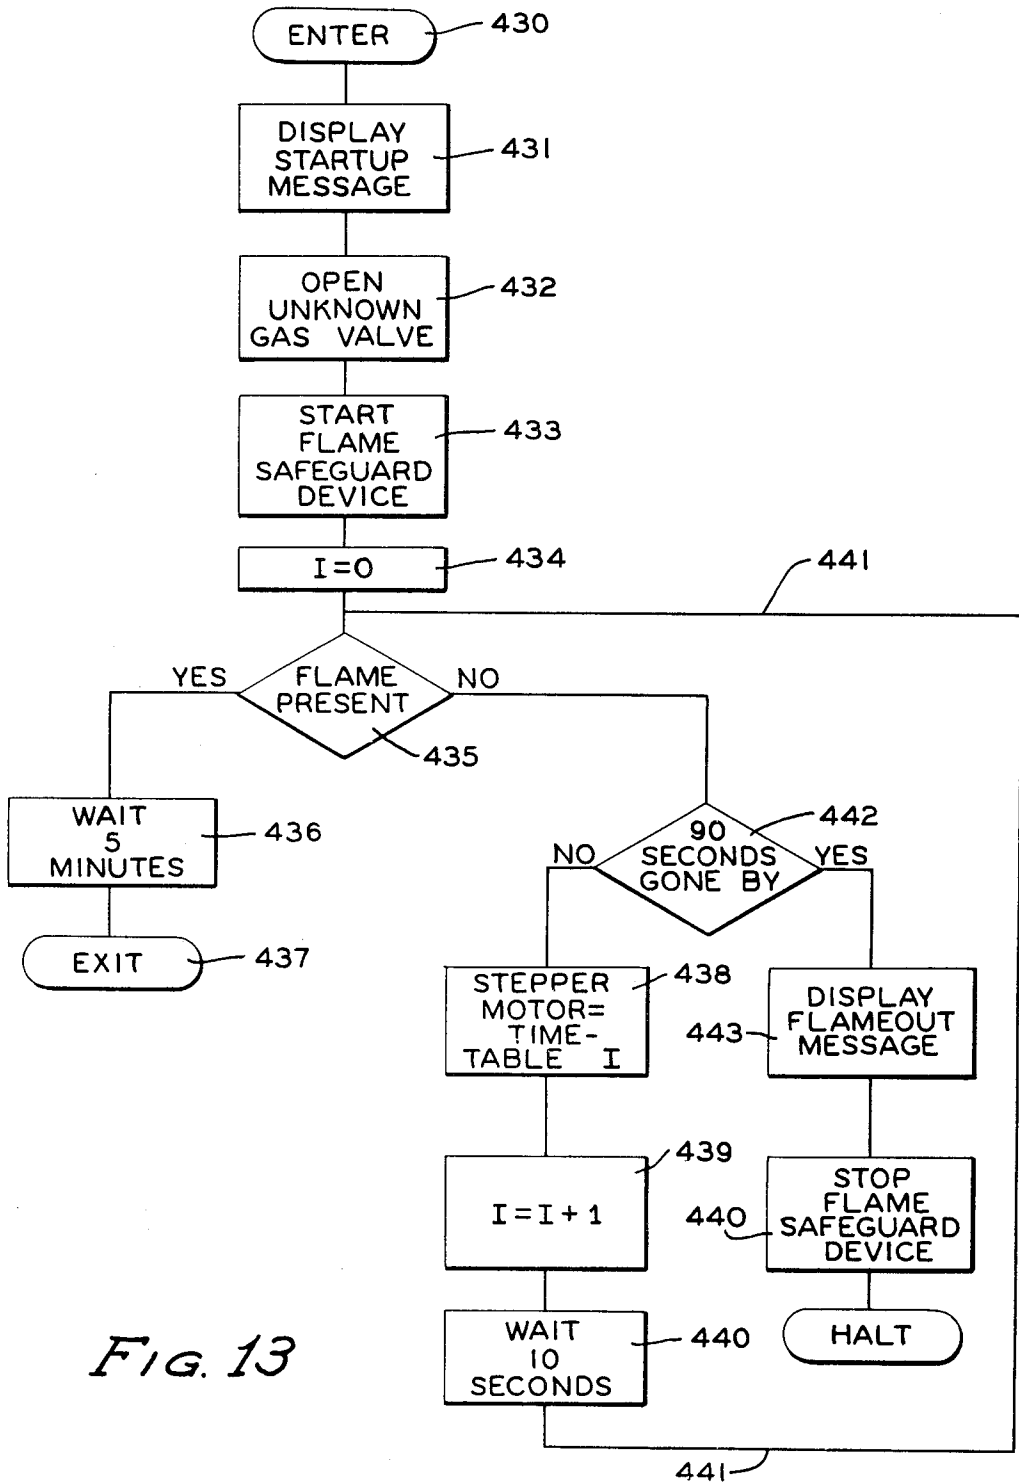 ENTER
430
DISPLAY
STARTUP
MESSAGE
431
OPEN
UNKNOWN
GAS VALVE
432
START
FLAME
SAFEGUARD
DEVICE
433
I=0
434
441
YES
FLAME
PRESENT
NO
435
WAIT
5
MINUTES
436
EXIT
437
442
NO
90
SECONDS
GONE BY
YES
STEPPER
MOTOR=
TIME-
TABLE I
438
DISPLAY
FLAMEOUT
MESSAGE
443
I=I+1
439
STOP
FLAME
SAFEGUARD
DEVICE
440
WAIT
10
SECONDS
440
HALT
441
FIG. 13